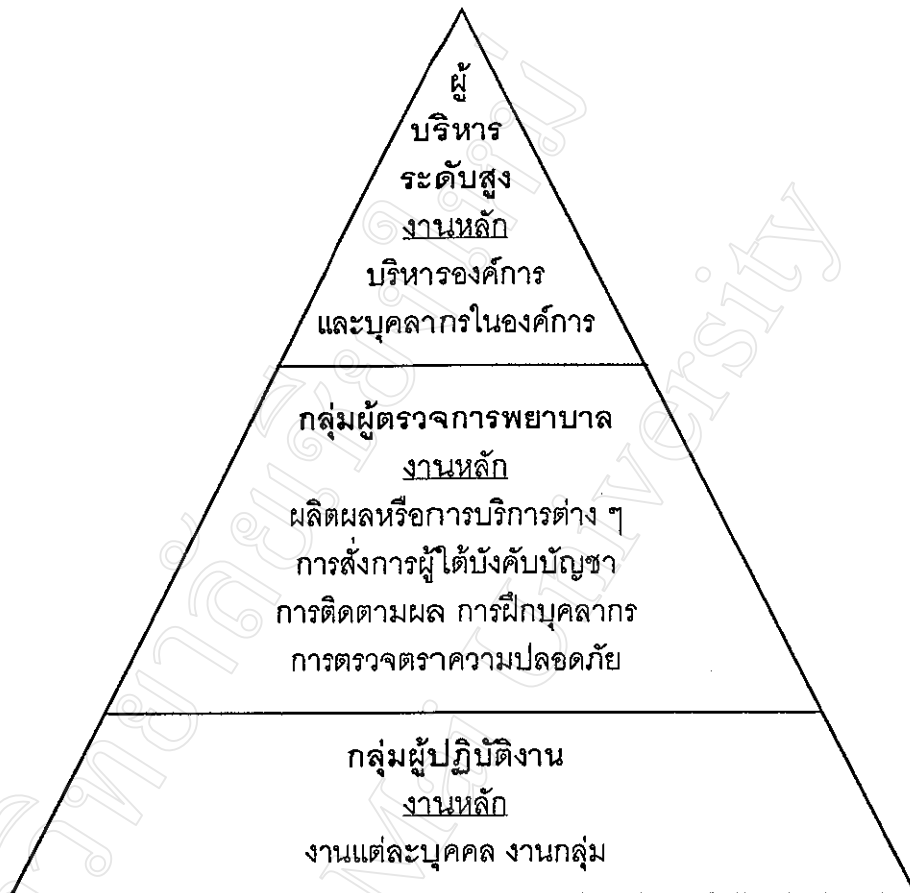 ผู้
บริหาร
ระดับสูง
งานหลัก
บริหารองค์การ
และบุคลากรในองค์การ
กลุ่มผู้ตรวจการพยาบาล
งานหลัก
ผลิตผลหรือการบริการต่าง ๆ
การสั่งการผู้ใต้บังคับบัญชา
การติดตามผล การฝึกบุคลากร
การตรวจตราความปลอดภัย
กลุ่มผู้ปฏิบัติงาน
งานหลัก
งานแต่ละบุคคล งานกลุ่ม